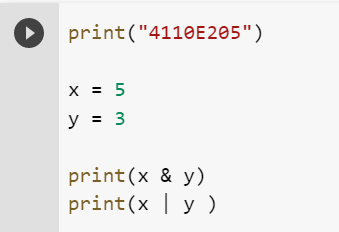 print("4110E205")
x = 5
y = 3
print(x & y)
print(x | y )